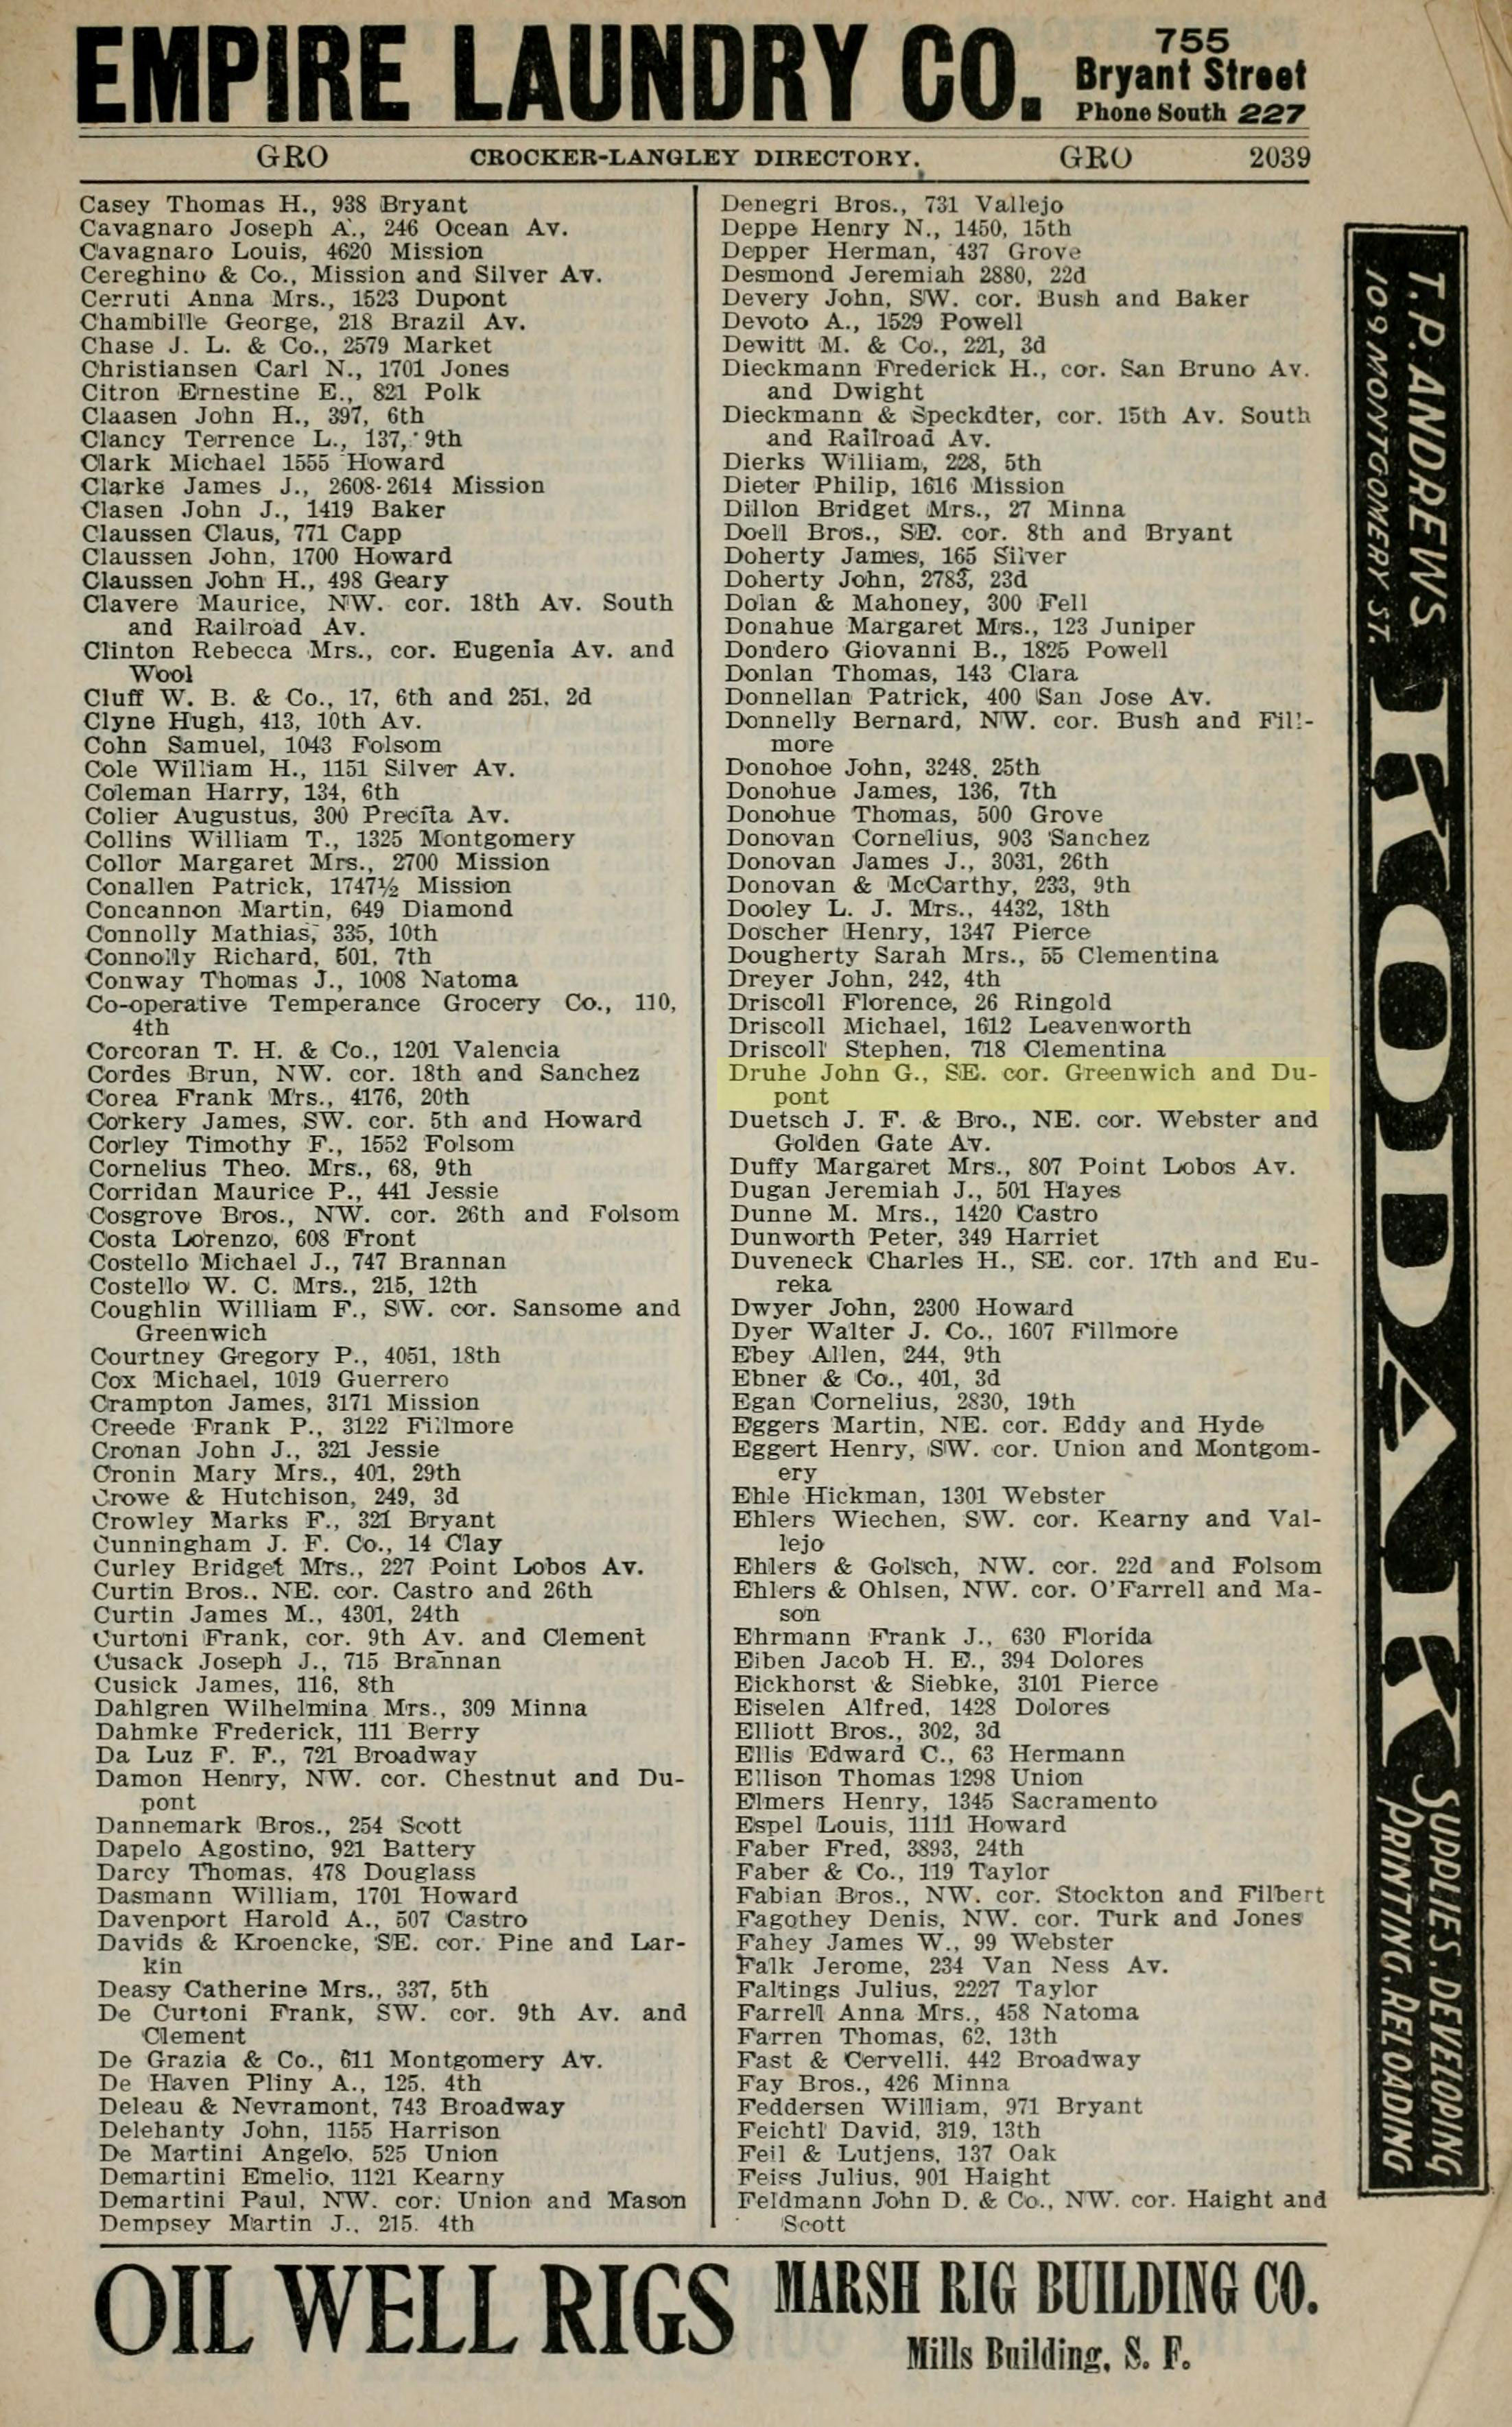 EMPIRE LAUNDRY CO.
755
Bryant Street
Phone South 227
GRO CROCKER-LANGLEY DIRECTORY. GRO 2039
Casey Thomas H., 938 Bryant
Cavagnaro Joseph A., 246 Ocean Av.
Cavagnaro Louis, 4620 Mission
Cereghino & Co., Mission and Silver Av.
Cerruti Anna Mrs., 1523 Dupont
Chambille George, 218 Brazil Av.
Chase J. L. & Co., 2579 Market
Christiansen Carl N., 1701 Jones
Citron Ernestine E., 821 Polk
Claasen John H., 397, 6th
Clancy Terrence L., 137, 9th
Clark Michael 1555 Howard
Clarke James J., 2608-2614 Mission
Clasen John J., 1419 Baker
Claussen Claus, 771 Capp
Claussen John, 1700 Howard
Claussen John H., 498 Geary
Clavere Maurice, NW. cor. 18th Av. South
and Railroad Av.
Clinton Rebecca Mrs., cor. Eugenia Av. and
Wool
Cluff W. B. & Co., 17, 6th and 251, 2d
Clyne Hugh, 413, 10th Av.
Cohn Samuel, 1043 Folsom
Cole William H., 1151 Silver Av.
Coleman Harry, 134, 6th
Colier Augustus, 300 Precita Av.
Collins William T., 1325 Montgomery
Collor Margaret Mrs., 2700 Mission
Conallen Patrick, 1747½ Mission
Concannon Martin, 649 Diamond
Connolly Mathias, 335, 10th
Connolly Richard, 601, 7th
Conway Thomas J., 1008 Natoma
Co-operative Temperance Grocery Co., 110,
4th
Corcoran T. H. & Co., 1201 Valencia
Cordes Brun, NW. cor. 18th and Sanchez
Corea Frank Mrs., 4176, 20th
Corkery James, SW. cor. 5th and Howard
Corley Timothy F., 1552 Folsom
Cornelius Theo. Mrs., 68, 9th
Corridan Maurice P., 441 Jessie
Cosgrove Bros., NW. cor. 26th and Folsom
Costa Lorenzo, 608 Front
Costello Michael J., 747 Brannan
Costello W. C. Mrs., 215, 12th
Coughlin William F., SW. cor. Sansome and
Greenwich
Courtney Gregory P., 4051, 18th
Cox Michael, 1019 Guerrero
Crampton James, 3171 Mission
Creede Frank P., 3122 Fillmore
Cronan John J., 321 Jessie
Cronin Mary Mrs., 401, 29th
Crowe & Hutchison, 249, 3d
Crowley Marks F., 321 Bryant
Cunningham J. F. Co., 14 Clay
Curley Bridget Mrs., 227 Point Lobos Av.
Curtin Bros., NE. cor. Castro and 26th
Curtin James M., 4301, 24th
Curtoni Frank, cor. 9th Av. and Clement
Cusack Joseph J., 715 Brannan
Cusick James, 116, 8th
Dahlgren Wilhelmina Mrs., 309 Minna
Dahmke Frederick, 111 Berry
Da Luz F. F., 721 Broadway
Damon Henry, NW. cor. Chestnut and Du-
pont
Dannemark Bros., 254 Scott
Dapelo Agostino, 921 Battery
Darcy Thomas, 478 Douglass
Dasmann William, 1701 Howard
Davenport Harold A., 507 Castro
Davids & Kroencke, SE. cor. Pine and Lar-
kin
Deasy Catherine Mrs., 337, 5th
De Curtoni Frank, SW. cor. 9th Av. and
Clement
De Grazia & Co., 611 Montgomery Av.
De Haven Pliny A., 125, 4th
Deleau & Nevramont, 743 Broadway
Delehanty John, 1155 Harrison
De Martini Angelo, 525 Union
Demartini Emelio, 1121 Kearny
Demartini Paul, NW. cor. Union and Mason
Dempsey Martin J., 215, 4th
Denegri Bros., 731 Vallejo
Deppe Henry N., 1450, 15th
Depper Herman, 437 Grove
Desmond Jeremiah 2880, 22d
Devery John, SW. cor. Bush and Baker
Devoto A., 1529 Powell
Dewitt M. & Co., 221, 3d
Dieckmann Frederick H., cor. San Bruno Av.
and Dwight
Dieckmann & Speckdter, cor. 15th Av. South
and Railroad Av.
Dierks William, 228, 5th
Dieter Philip, 1616 Mission
Dillon Bridget Mrs., 27 Minna
Doell Bros., SE. cor. 8th and Bryant
Doherty James, 165 Silver
Doherty John, 2783, 23d
Dolan & Mahoney, 300 Fell
Donahue Margaret Mrs., 123 Juniper
Dondero Giovanni B., 1825 Powell
Donlan Thomas, 143 Clara
Donnellan Patrick, 400 San Jose Av.
Donnelly Bernard, NW. cor. Bush and Fill-
more
Donohoe John, 3248, 25th
Donohue James, 136, 7th
Donohue Thomas, 500 Grove
Donovan Cornelius, 903 Sanchez
Donovan James J., 3031, 26th
Donovan & McCarthy, 233, 9th
Dooley L. J. Mrs., 4432, 18th
Doscher Henry, 1347 Pierce
Dougherty Sarah Mrs., 55 Clementina
Dreyer John, 242, 4th
Driscoll Florence, 26 Ringold
Driscoll Michael, 1612 Leavenworth
Driscoll Stephen, 718 Clementina
Druhe John G., SE. cor. Greenwich and Du-
pont
Duetsch J. F. & Bro., NE. cor. Webster and
Golden Gate Av.
Duffy Margaret Mrs., 807 Point Lobos Av.
Dugan Jeremiah J., 501 Hayes
Dunne M. Mrs., 1420 Castro
Dunworth Peter, 349 Harriet
Duveneck Charles H., SE. cor. 17th and Eu-
reka
Dwyer John, 2300 Howard
Dyer Walter J. Co., 1607 Fillmore
Ebey Allen, 244, 9th
Ebner & Co., 401, 3d
Egan Cornelius, 2830, 19th
Eggers Martin, NE. cor. Eddy and Hyde
Eggert Henry, SW. cor. Union and Montgom-
ery
Ehle Hickman, 1301 Webster
Ehlers Wiechen, SW. cor. Kearny and Val-
lejo
Ehlers & Golsch, NW. cor. 22d and Folsom
Ehlers & Ohlsen, NW. cor. O'Farrell and Ma-
son
Ehrmann Frank J., 630 Florida
Eiben Jacob H. E., 394 Dolores
Eickhorst & Siebke, 3101 Pierce
Eiselen Alfred, 1428 Dolores
Elliott Bros., 302, 3d
Ellis Edward C., 63 Hermann
Ellison Thomas 1298 Union
Elmers Henry, 1345 Sacramento
Espel Louis, 1111 Howard
Faber Fred, 3893, 24th
Faber & Co., 119 Taylor
Fabian Bros., NW. cor. Stockton and Filbert
Fagothey Denis, NW. cor. Turk and Jones
Fahey James W., 99 Webster
Falk Jerome, 234 Van Ness Av.
Faltings Julius, 2227 Taylor
Farrell Anna Mrs., 458 Natoma
Farren Thomas, 62, 13th
Fast & Cervelli, 442 Broadway
Fay Bros., 426 Minna
Feddersen William, 971 Bryant
Feichtl David, 319, 13th
Feil & Lutjens, 137 Oak
Feiss Julius, 901 Haight
Feldmann John D. & Co., NW. cor. Haight and
Scott
T. P. ANDREWS
109 MONTGOMERY ST.
KODAK
SUPPLIES. DEVELOPING
PRINTING. RELOADING
OIL WELL RIGS
MARSH RIG BUILDING CO.
Mills Building, S. F.